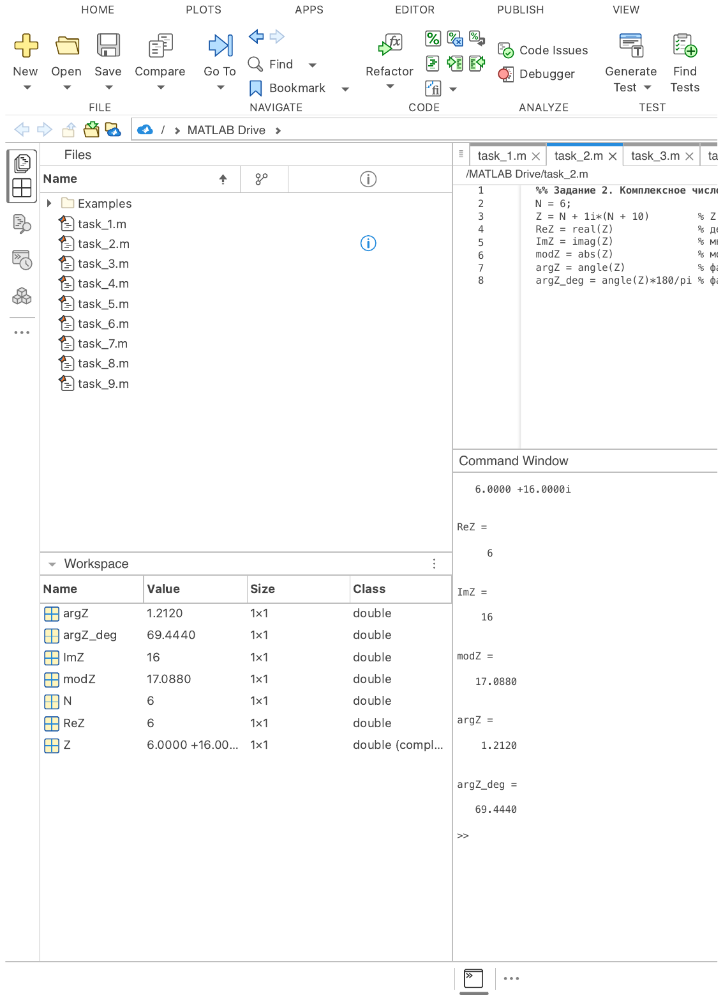 HOME PLOTS APPS EDITOR PUBLISH VIEW
New Open Save Compare Go To Find Bookmark Refactor Code Issues Debugger Generate Test Find Tests
FILE NAVIGATE CODE ANALYZE TEST
/ MATLAB Drive
Files
Name
Examples
task_1.m
task_2.m
task_3.m
task_4.m
task_5.m
task_6.m
task_7.m
task_8.m
task_9.m
Workspace
Name Value Size Class
argZ 1.2120 1×1 double
argZ_deg 69.4440 1×1 double
ImZ 16 1×1 double
modZ 17.0880 1×1 double
N 6 1×1 double
ReZ 6 1×1 double
Z 6.0000 +16.00... 1×1 double (compl...
task_1.m task_2.m task_3.m ta
/MATLAB Drive/task_2.m
1 %% Задание 2. Комплексное число
2 N = 6;
3 Z = N + 1i*(N + 10) % Z
4 ReZ = real(Z) % де
5 ImZ = imag(Z) % мн
6 modZ = abs(Z) % мо
7 argZ = angle(Z) % фа
8 argZ_deg = angle(Z)*180/pi % фа
Command Window
6.0000 +16.0000i
ReZ =
6
ImZ =
16
modZ =
17.0880
argZ =
1.2120
argZ_deg =
69.4440
>>